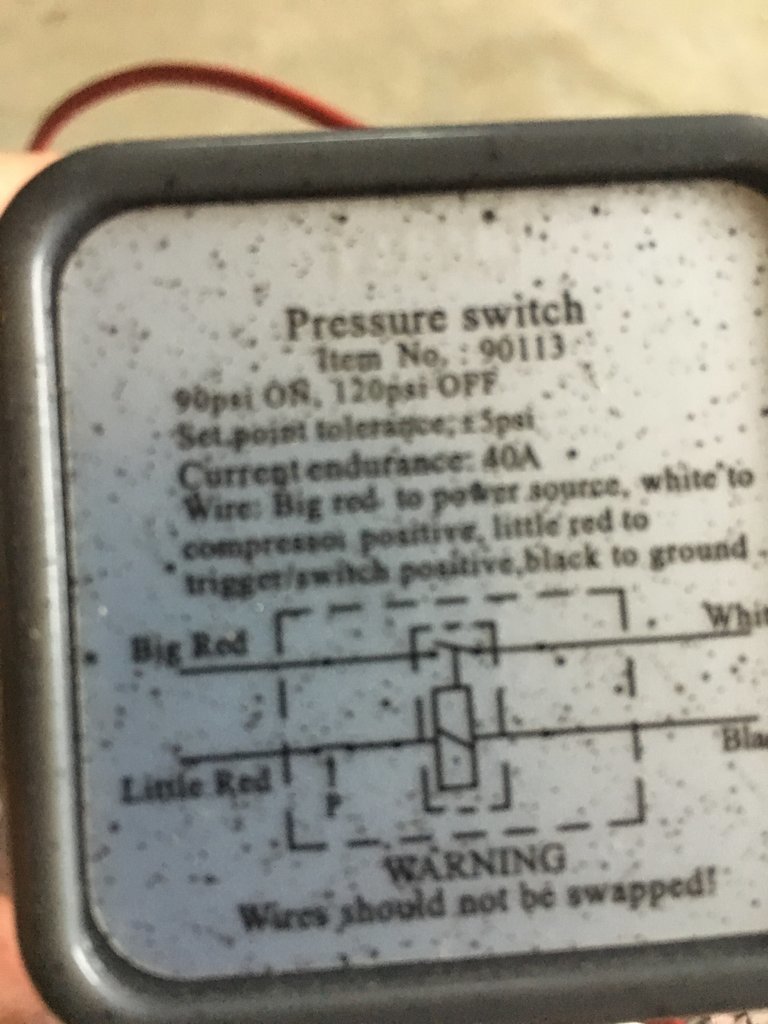 Pressure switch
Item No. : 90113
90psi ON, 120psi OFF
Set point tolerance: ±5psi
Current endurance: 40A
Wire: Big red to power source, white to
compressor positive, little red to
trigger/switch positive, black to ground
Big Red
Whit
Little Red
P
Bla
WARNING
Wires should not be swapped!